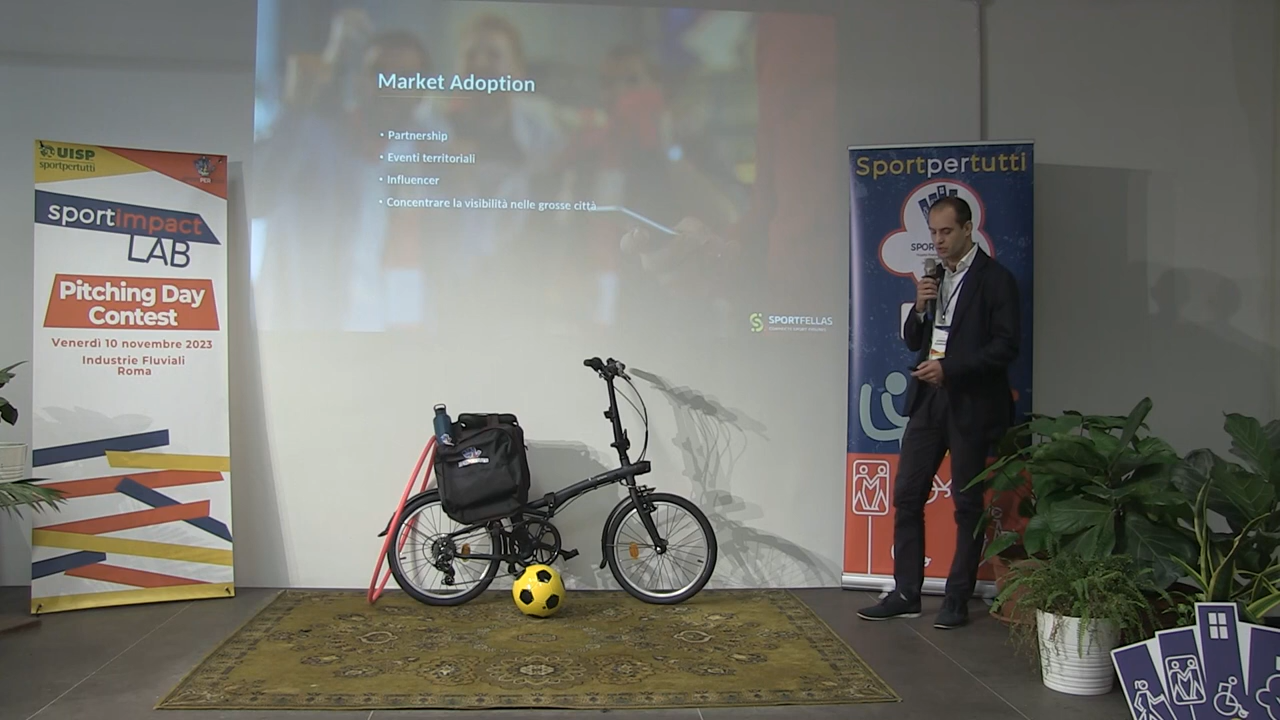 UISP
sportpertutti
sportimpact
LAB
Pitching Day
Contest
Venerdì 10 novembre 2023
Industrie Fluviali
Roma
Market Adoption
• Partnership
• Eventi territoriali
• Influencer
• Concentrare la visibilità nelle grosse città
SPORTFELLAS
Sportpertutti
SPOR